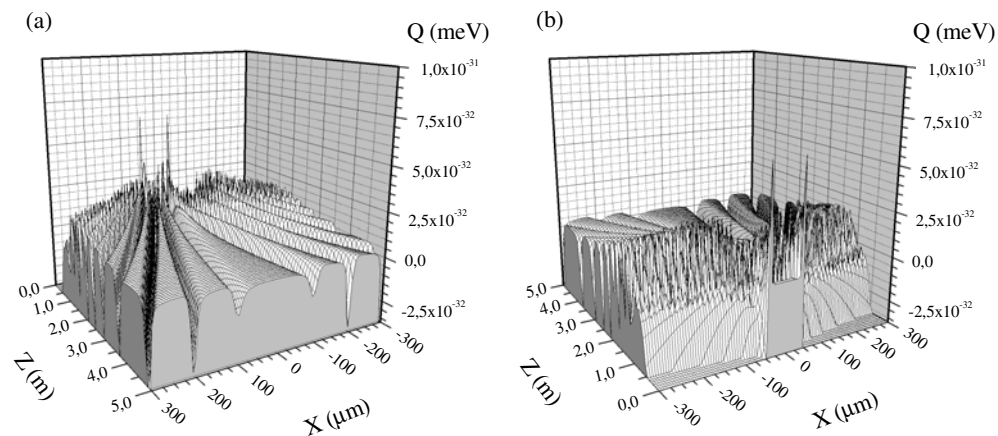 (a)
Q (meV)
1,0x10⁻³¹
7,5x10⁻³²
5,0x10⁻³²
2,5x10⁻³²
0,0
-2,5x10⁻³²
0,0
1,0
2,0
3,0
4,0
5,0
Z (m)
300
200
100
0
-100
-200
-300
X (μm)
(b)
Q (meV)
1,0x10⁻³¹
7,5x10⁻³²
5,0x10⁻³²
2,5x10⁻³²
0,0
-2,5x10⁻³²
5,0
4,0
3,0
2,0
1,0
0,0
Z (m)
-300
-200
-100
0
100
200
300
X (μm)